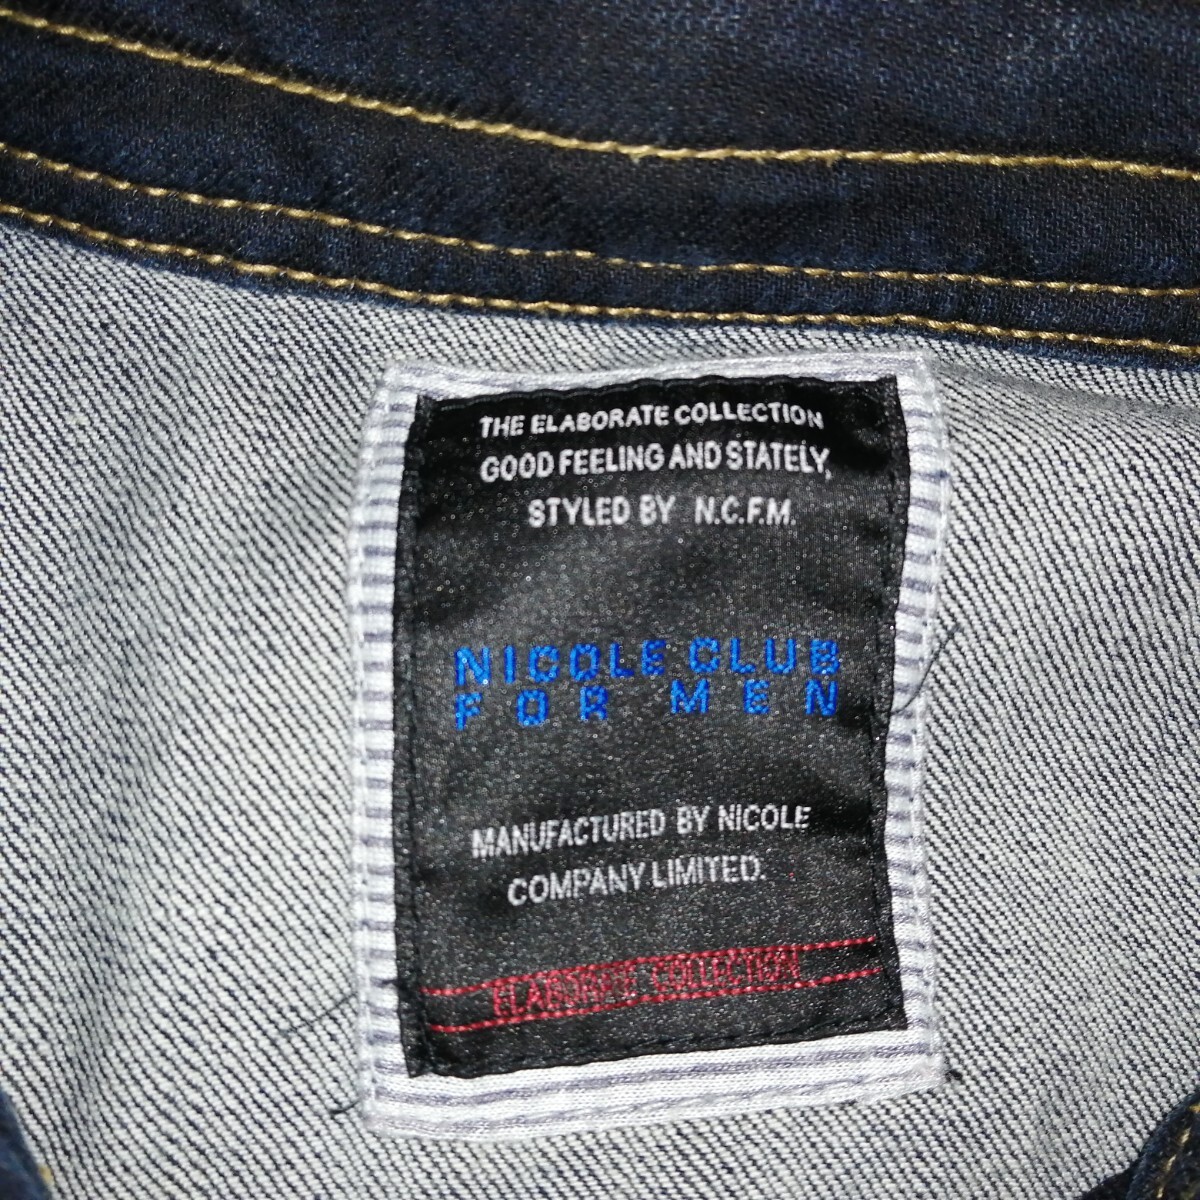 THE ELABORATE COLLECTION
GOOD FEELING AND STATELY,
STYLED BY N.C.F.M.
NICOLE CLUB
FOR MEN
MANUFACTURED BY NICOLE
COMPANY LIMITED.
ELABORATE COLLECTION